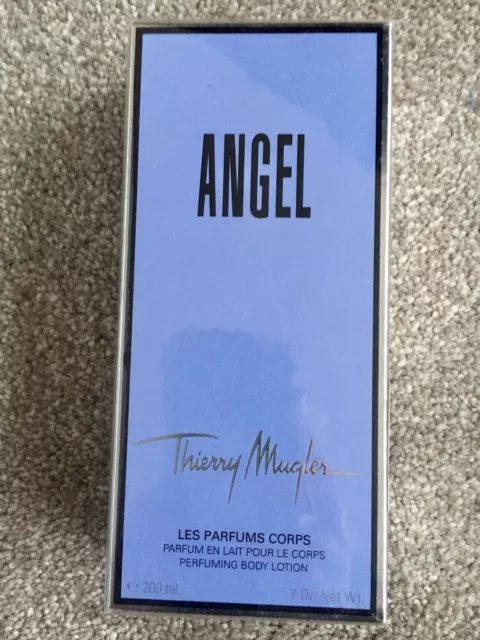 ANGEL
Thierry Mugler
LES PARFUMS CORPS
PARFUM EN LAIT POUR LE CORPS
PERFUMING BODY LOTION
℮ 200 mL 7 Oz. Net Wt.